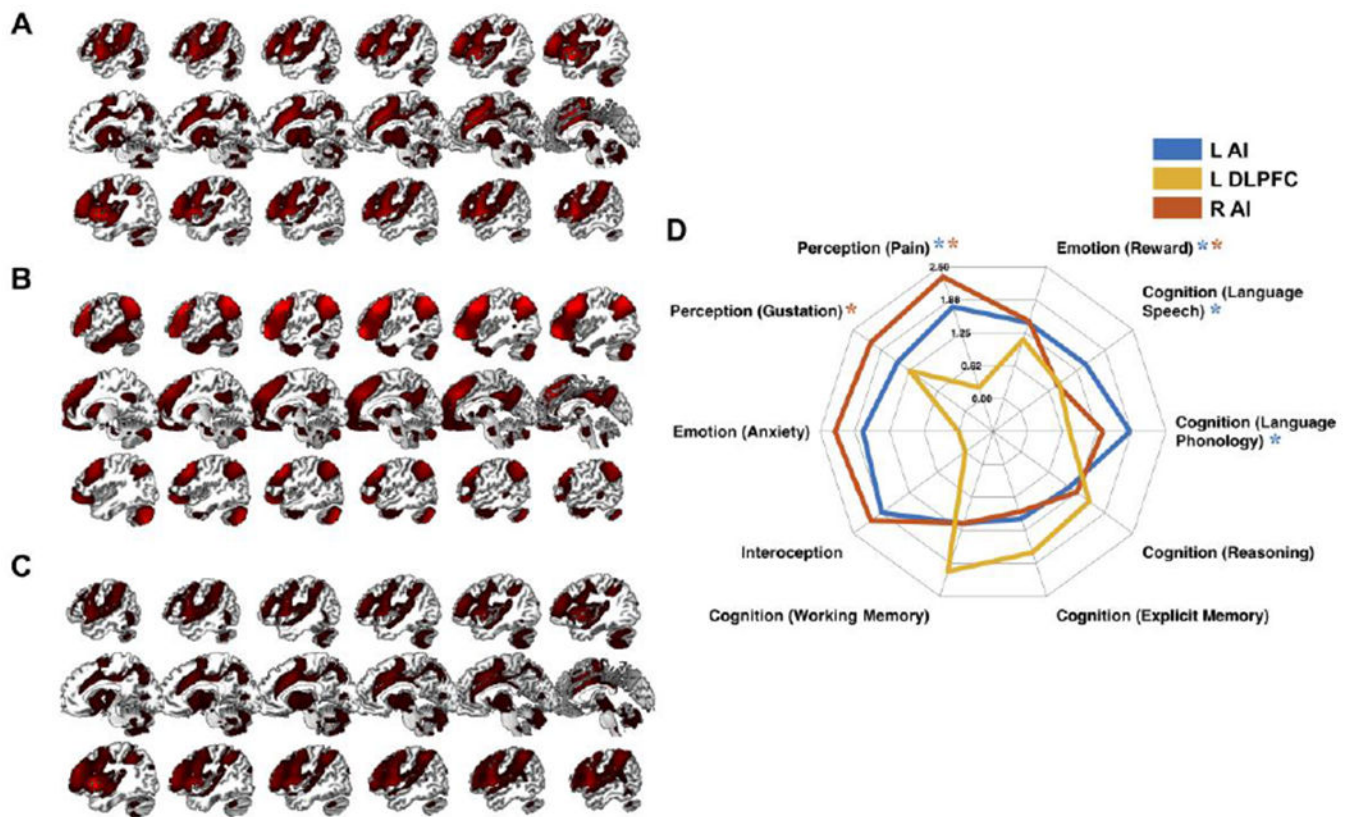 A
B
C
L AI
L DLPFC
R AI
D
Perception (Pain) **
Emotion (Reward) **
Perception (Gustation) *
Cognition (Language
Speech) *
Emotion (Anxiety)
Cognition (Language
Phonology) *
Interoception
Cognition (Reasoning)
Cognition (Working Memory)
Cognition (Explicit Memory)
2.50
1.88
1.25
0.62
0.00